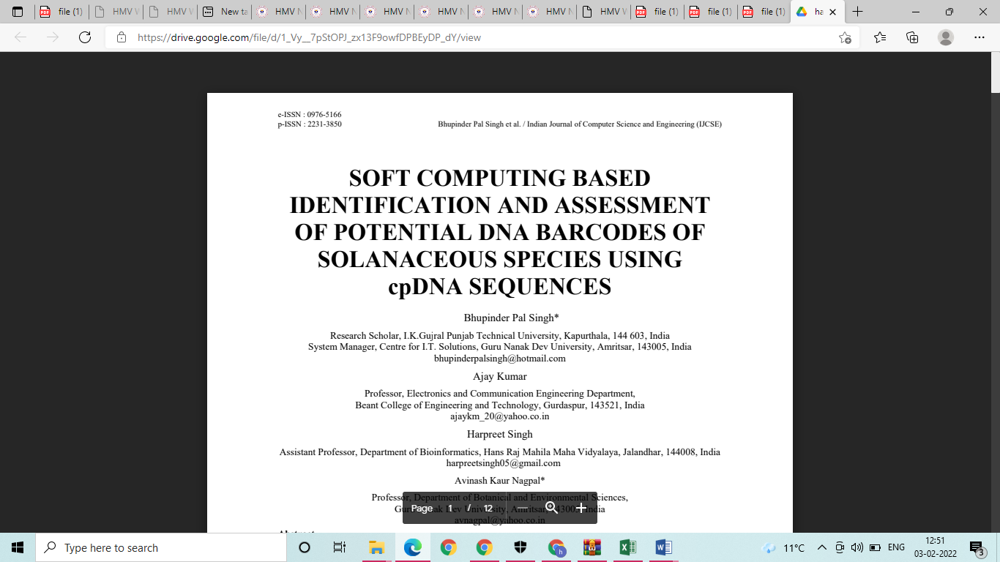 file (1)
HMV W
HMV W
New ta
HMV N
HMV N
HMV N
HMV N
HMV N
HMV N
HMV W
file (1)
file (1)
file (1)
ha
https://drive.google.com/file/d/1_Vy__7pStOPJ_zx13F9owfDPBEyDP_dY/view
e-ISSN : 0976-5166
p-ISSN : 2231-3850
Bhupinder Pal Singh et al. / Indian Journal of Computer Science and Engineering (IJCSE)
SOFT COMPUTING BASED
IDENTIFICATION AND ASSESSMENT
OF POTENTIAL DNA BARCODES OF
SOLANACEOUS SPECIES USING
cpDNA SEQUENCES
Bhupinder Pal Singh*
Research Scholar, I.K.Gujral Punjab Technical University, Kapurthala, 144 603, India
System Manager, Centre for I.T. Solutions, Guru Nanak Dev University, Amritsar, 143005, India
bhupinderpalsingh@hotmail.com
Ajay Kumar
Professor, Electronics and Communication Engineering Department,
Beant College of Engineering and Technology, Gurdaspur, 143521, India
ajaykm_20@yahoo.co.in
Harpreet Singh
Assistant Professor, Department of Bioinformatics, Hans Raj Mahila Maha Vidyalaya, Jalandhar, 144008, India
harpreetsingh05@gmail.com
Avinash Kaur Nagpal*
Professor, Department of Botanical and Environmental Sciences,
Dev University, Amritsar, India
avnagpal@yahoo.co.in
Page 1 / 12
Type here to search
11°C
ENG
12:51
03-02-2022
3